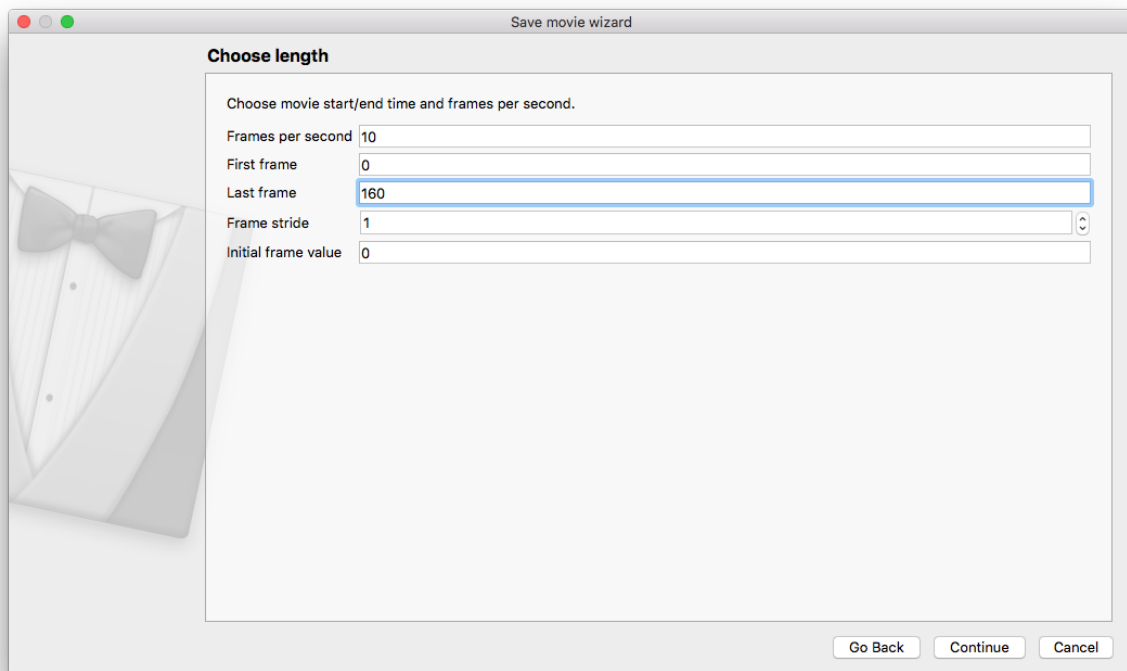 Save movie wizard
Choose length
Choose movie start/end time and frames per second.
Frames per second 10
First frame 0
Last frame 160
Frame stride 1
Initial frame value 0
Go Back Continue Cancel